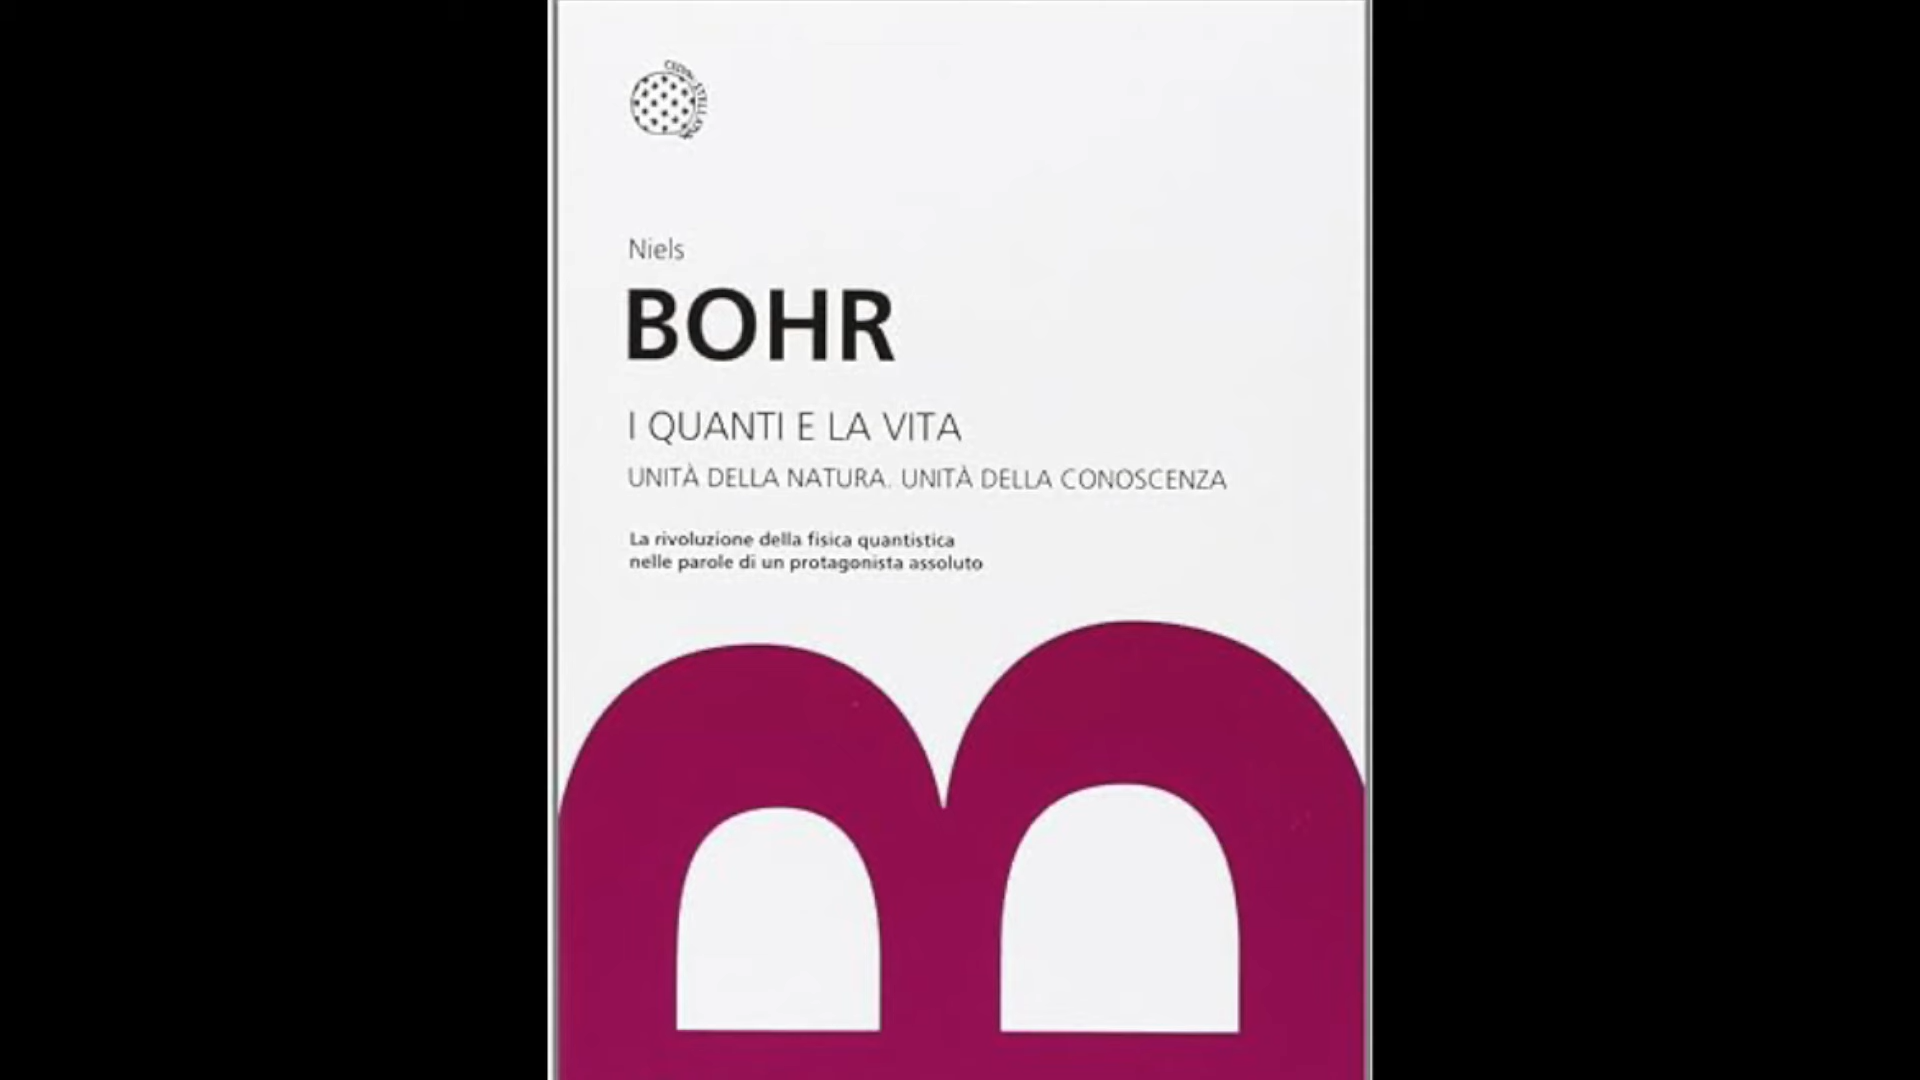 Niels
BOHR
I QUANTI E LA VITA
UNITÀ DELLA NATURA. UNITÀ DELLA CONOSCENZA
La rivoluzione della fisica quantistica
nelle parole di un protagonista assoluto
B